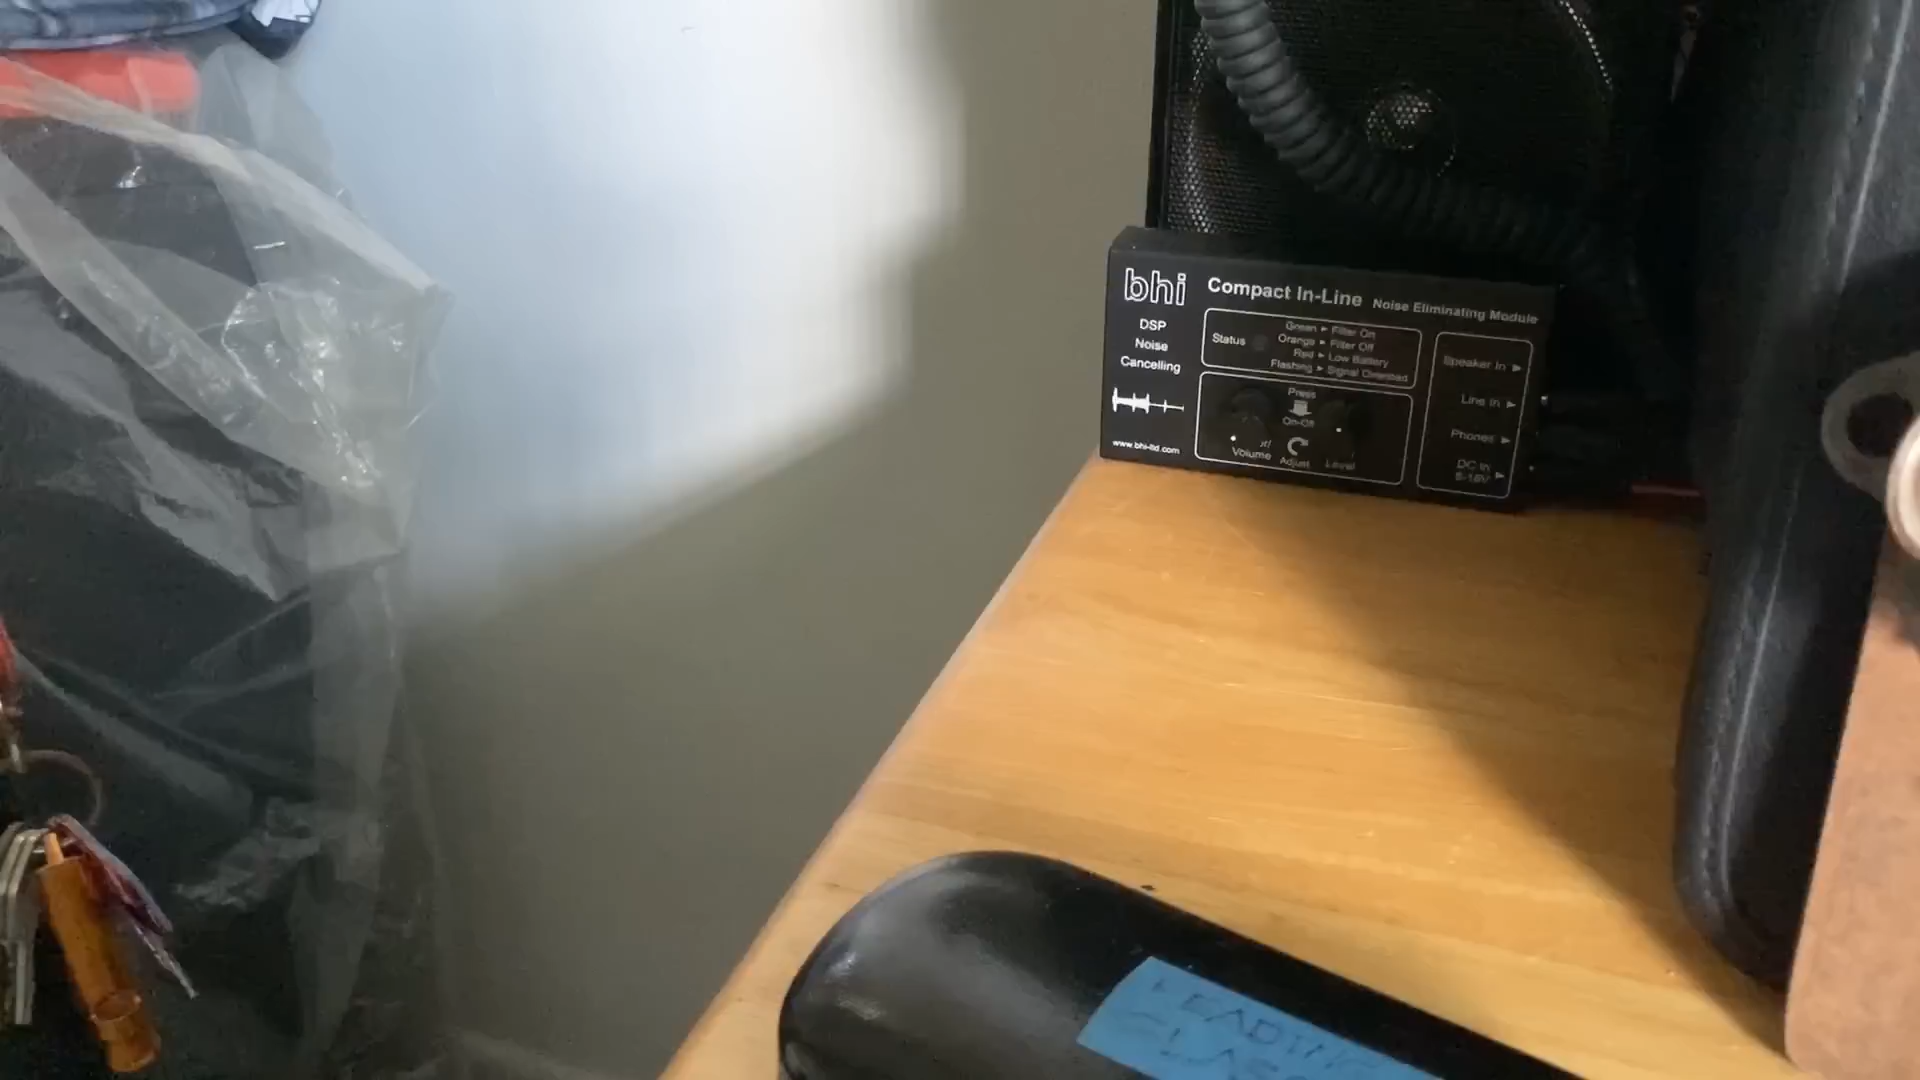 bhi
Compact In-Line Noise Eliminating Module
DSP
Noise
Cancelling
www.bhi-ltd.com
Status
Green ▸ Filter On
Orange ▸ Filter Off
Red ▸ Low Battery
Flashing ▸ Signal Overload
Press
On-Off
Volume
Adjust
Level
Speaker In ▸
Line In ▸
Phones ▸
DC In ▸
READING